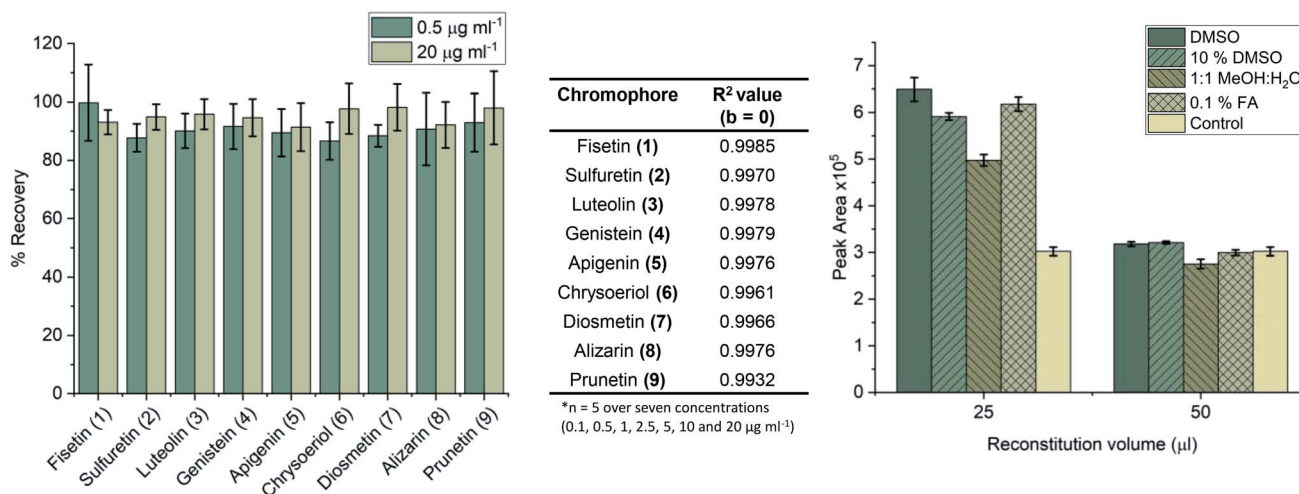 120
100
80
60
40
20
0
% Recovery
0.5 µg ml⁻¹
20 µg ml⁻¹
Fisetin (1)
Sulfuretin (2)
Luteolin (3)
Genistein (4)
Apigenin (5)
Chrysoeriol (6)
Diosmetin (7)
Alizarin (8)
Prunetin (9)
Chromophore R² value
(b = 0)
Fisetin (1) 0.9985
Sulfuretin (2) 0.9970
Luteolin (3) 0.9978
Genistein (4) 0.9979
Apigenin (5) 0.9976
Chrysoeriol (6) 0.9961
Diosmetin (7) 0.9966
Alizarin (8) 0.9976
Prunetin (9) 0.9932
*n = 5 over seven concentrations
(0.1, 0.5, 1, 2.5, 5, 10 and 20 µg ml⁻¹)
DMSO
10 % DMSO
1:1 MeOH:H₂O
0.1 % FA
Control
7
6
5
4
3
2
1
0
Peak Area x10⁵
25 50
Reconstitution volume (µl)